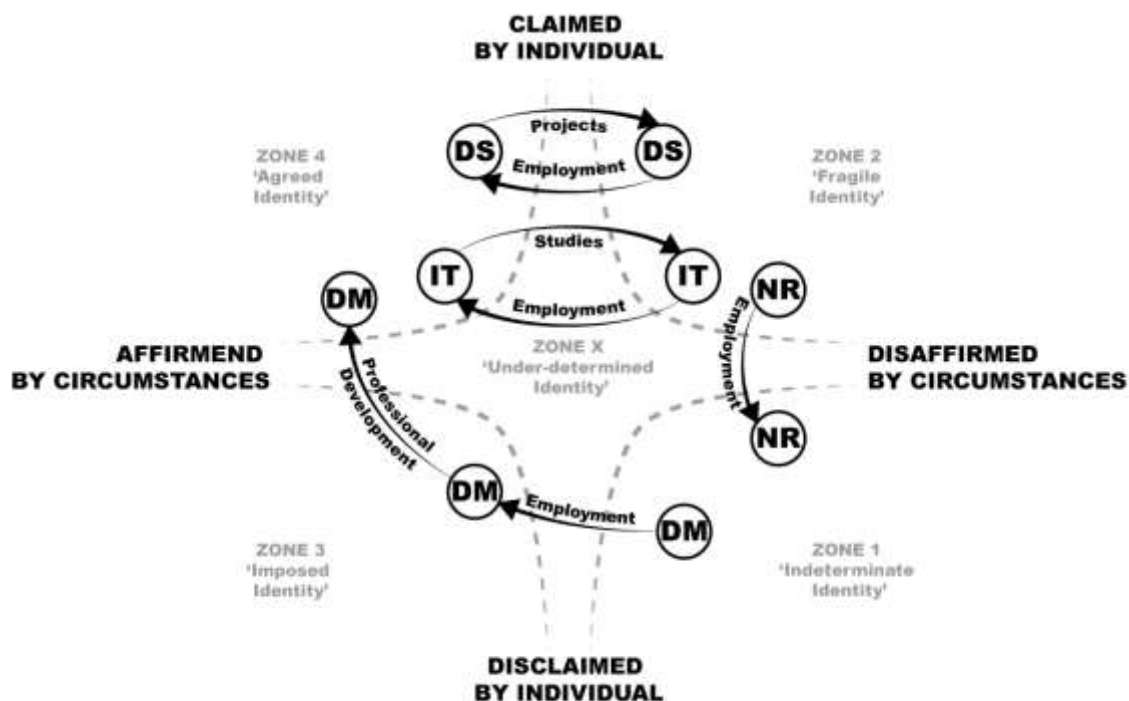 CLAIMED
BY INDIVIDUAL
Projects
DS
DS
Employment
ZONE 4
'Agreed
Identity'
ZONE 2
'Fragile
Identity'
Studies
IT
IT
Employment
DM
NR
Employment
AFFIRMEND
BY CIRCUMSTANCES
ZONE X
'Under-determined
Identity'
DISAFFIRMED
BY CIRCUMSTANCES
Professional
Development
NR
DM
Employment
DM
ZONE 3
'Imposed
Identity'
ZONE 1
'Indeterminate
Identity'
DISCLAIMED
BY INDIVIDUAL